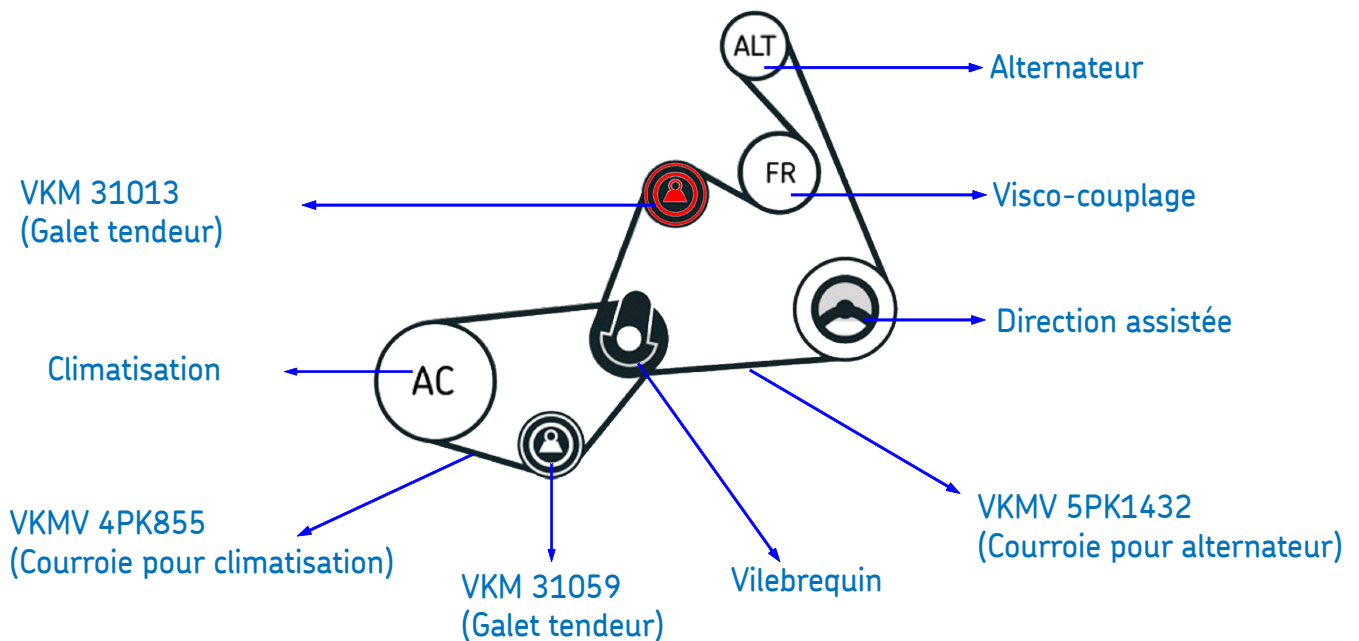 ALT
Alternateur
FR
VKM 31013
(Galet tendeur)
Visco-couplage
Direction assistée
Climatisation
AC
VKMV 4PK855
(Courroie pour climatisation)
VKM 31059
(Galet tendeur)
Vilebrequin
VKMV 5PK1432
(Courroie pour alternateur)